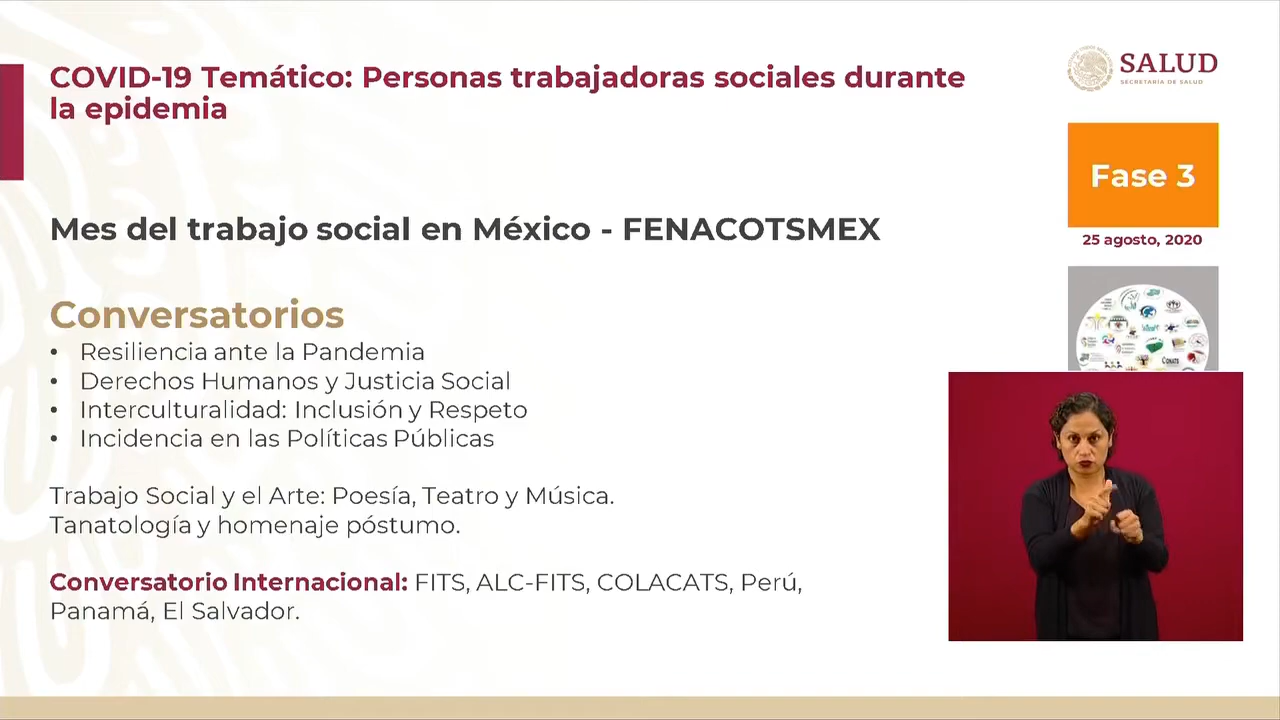 COVID-19 Temático: Personas trabajadoras sociales durante
la epidemia
SALUD
SECRETARÍA DE SALUD
Fase 3
25 agosto, 2020
Mes del trabajo social en México - FENACOTSMEX
Conversatorios
• Resiliencia ante la Pandemia
• Derechos Humanos y Justicia Social
• Interculturalidad: Inclusión y Respeto
• Incidencia en las Políticas Públicas
Trabajo Social y el Arte: Poesía, Teatro y Música.
Tanatología y homenaje póstumo.
Conversatorio Internacional: FITS, ALC-FITS, COLACATS, Perú,
Panamá, El Salvador.